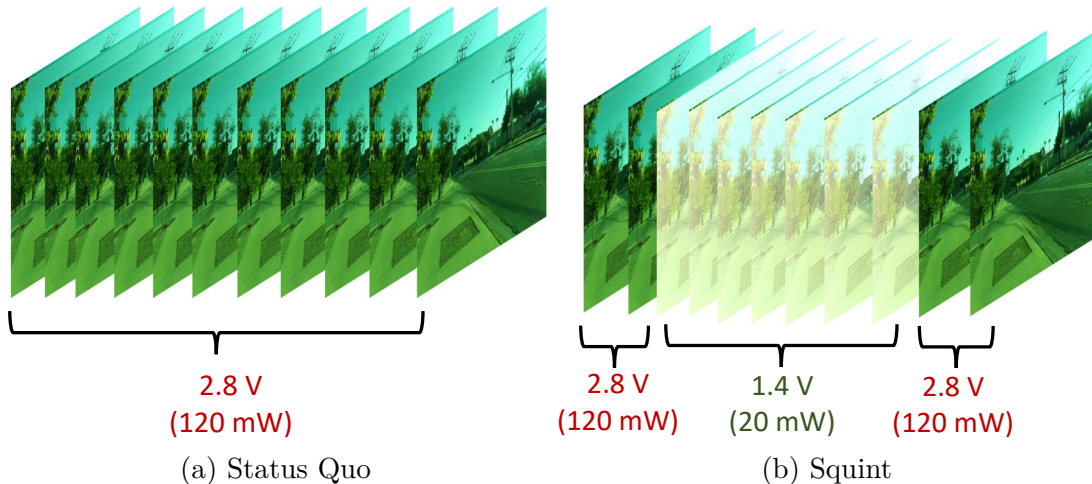 2.8 V
(120 mW)
(a) Status Quo
2.8 V
(120 mW)
1.4 V
(20 mW)
2.8 V
(120 mW)
(b) Squint